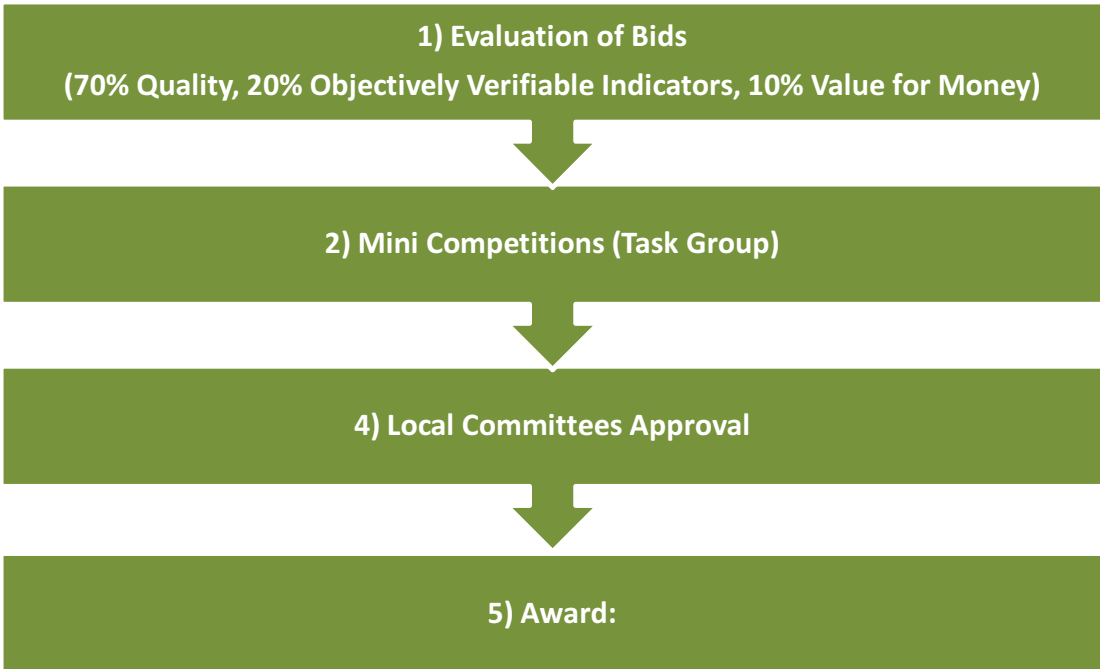 1) Evaluation of Bids
(70% Quality, 20% Objectively Verifiable Indicators, 10% Value for Money)
2) Mini Competitions (Task Group)
4) Local Committees Approval
5) Award: